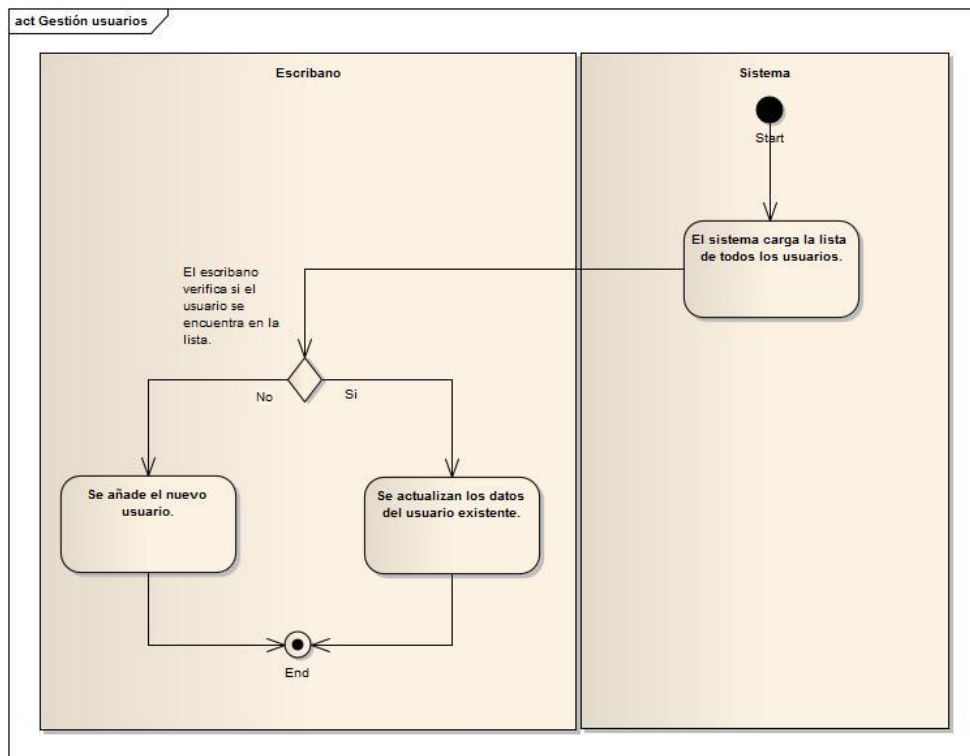 act Gestión usuarios
Escribano
Sistema
Start
El sistema carga la lista
de todos los usuarios.
El escribano
verifica si el
usuario se
encuentra en la
lista.
No
Si
Se añade el nuevo
usuario.
Se actualizan los datos
del usuario existente.
End